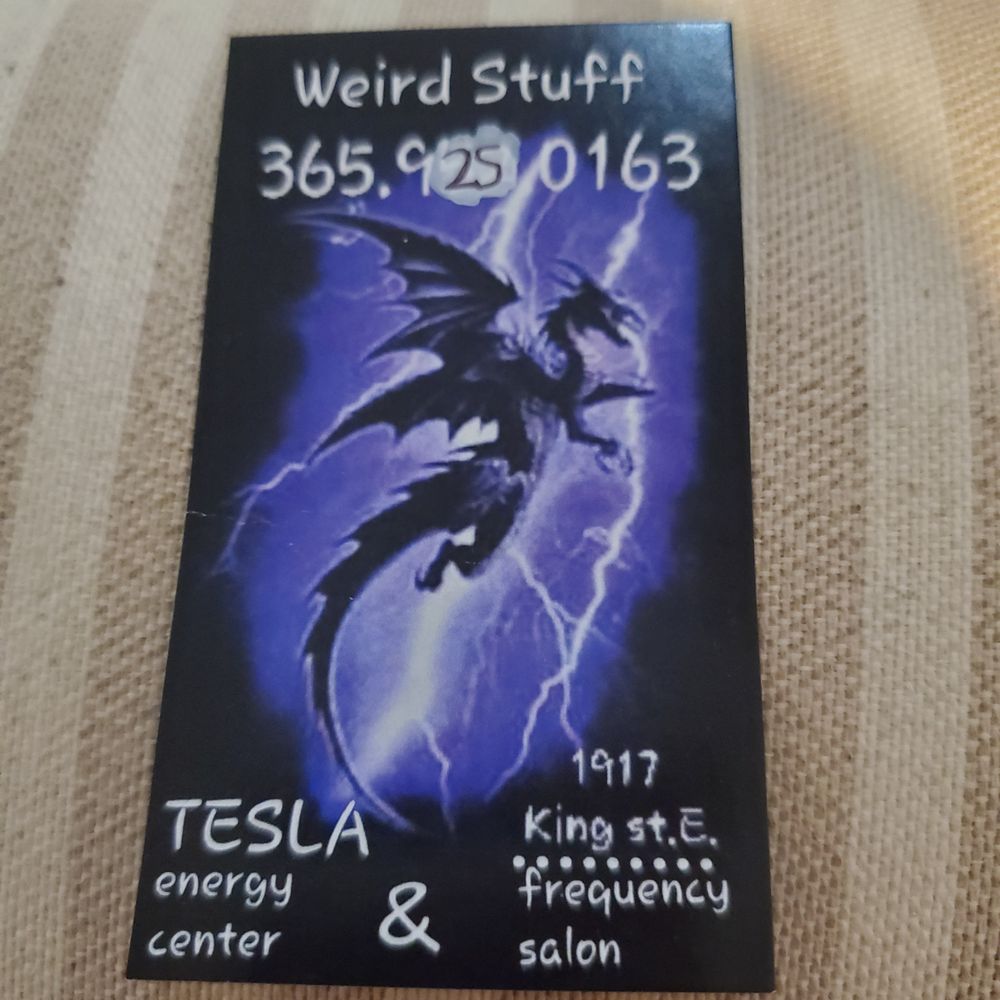 Weird Stuff
365.925 0163
1917
King st.E.
TESLA
energy
center
&
frequency
salon